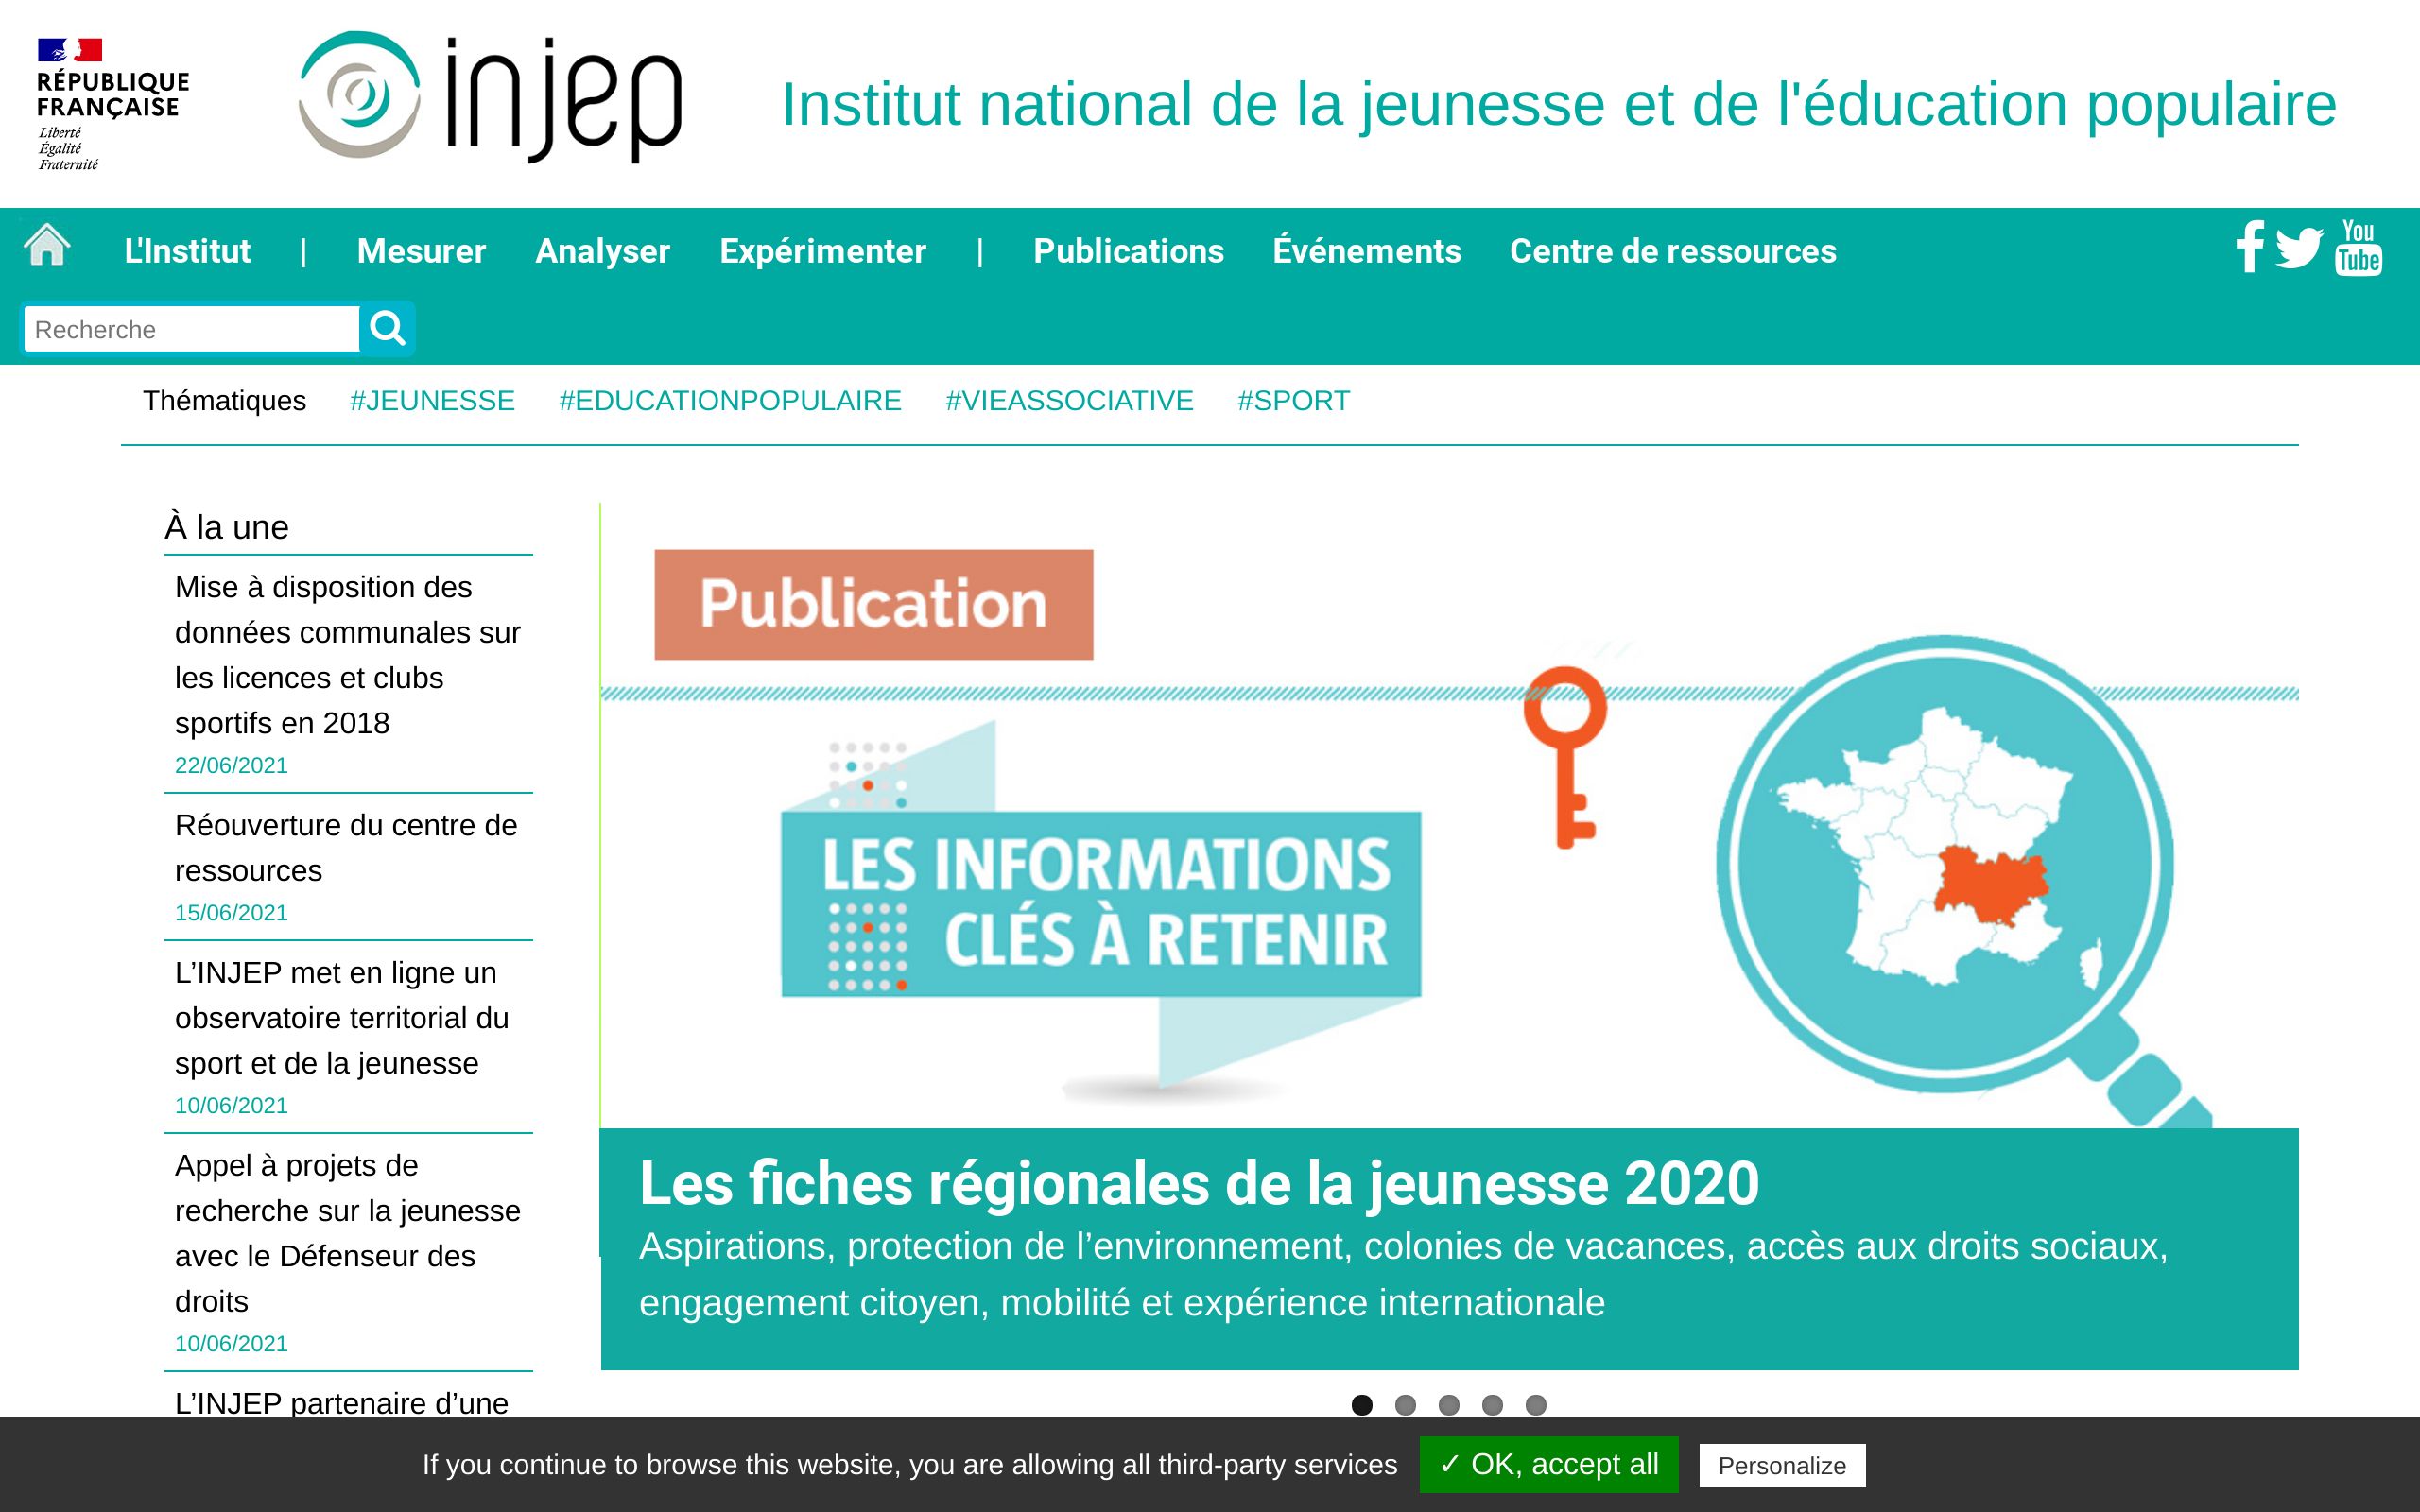 RÉPUBLIQUE
FRANÇAISE
Liberté
Égalité
Fraternité
injep
Institut national de la jeunesse et de l'éducation populaire
L'Institut | Mesurer Analyser Expérimenter | Publications Événements Centre de ressources
You
Tube
Recherche
Thématiques #JEUNESSE #EDUCATIONPOPULAIRE #VIEASSOCIATIVE #SPORT
À la une
Mise à disposition des
données communales sur
les licences et clubs
sportifs en 2018
22/06/2021
Réouverture du centre de
ressources
15/06/2021
L’INJEP met en ligne un
observatoire territorial du
sport et de la jeunesse
10/06/2021
Appel à projets de
recherche sur la jeunesse
avec le Défenseur des
droits
10/06/2021
L’INJEP partenaire d’une
Publication
LES INFORMATIONS
CLÉS À RETENIR
Les fiches régionales de la jeunesse 2020
Aspirations, protection de l’environnement, colonies de vacances, accès aux droits sociaux,
engagement citoyen, mobilité et expérience internationale
If you continue to browse this website, you are allowing all third-party services ✓ OK, accept all Personalize